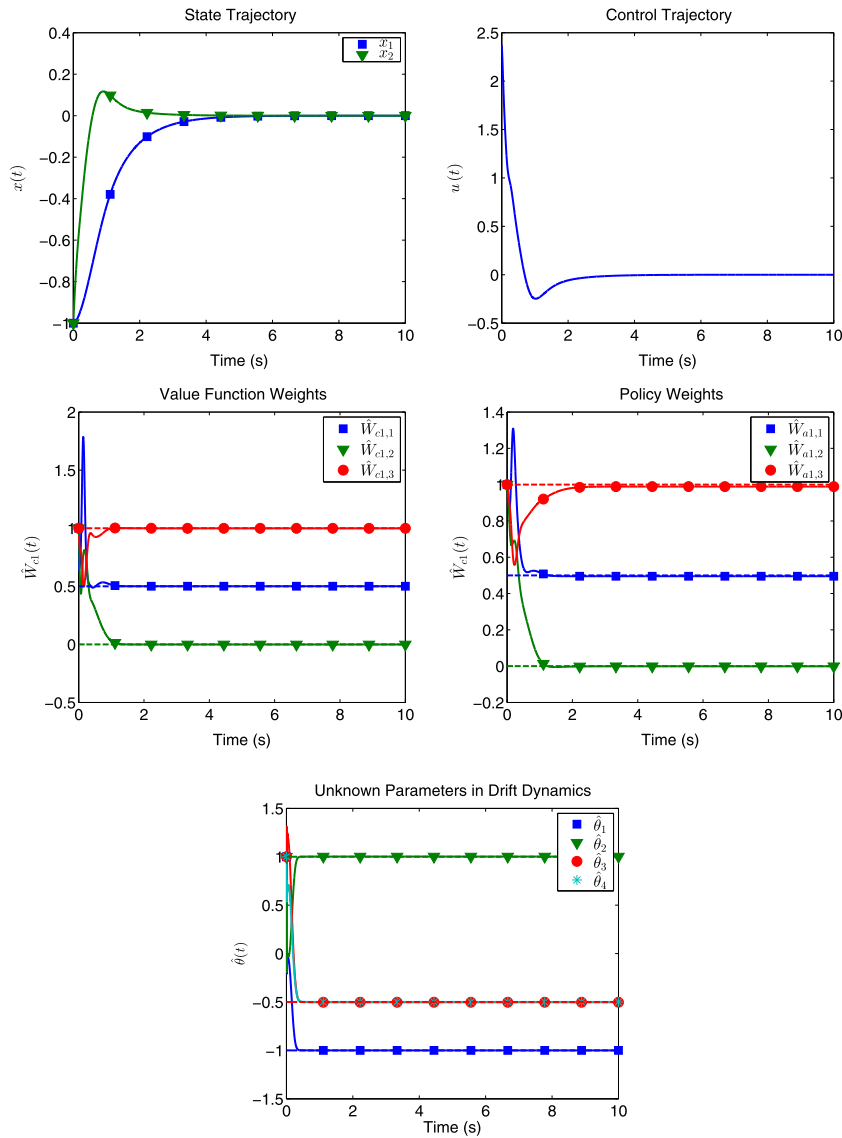 State Trajectory
0.4
0.2
0
−0.2
−0.4
−0.6
−0.8
−1
0 2 4 6 8 10
x(t)
Time (s)
x₁
x₂
Control Trajectory
2.5
2
1.5
1
0.5
0
−0.5
0 2 4 6 8 10
u(t)
Time (s)
Value Function Weights
2
1.5
1
0.5
0
−0.5
0 2 4 6 8 10
Ŵc1(t)
Time (s)
Ŵc1,1
Ŵc1,2
Ŵc1,3
Policy Weights
1.4
1.2
1
0.8
0.6
0.4
0.2
0
−0.2
0 2 4 6 8 10
Ŵc1(t)
Time (s)
Ŵa1,1
Ŵa1,2
Ŵa1,3
Unknown Parameters in Drift Dynamics
1.5
1
0.5
0
−0.5
−1
−1.5
0 2 4 6 8 10
θ̂(t)
Time (s)
θ̂₁
θ̂₂
θ̂₃
θ̂₄